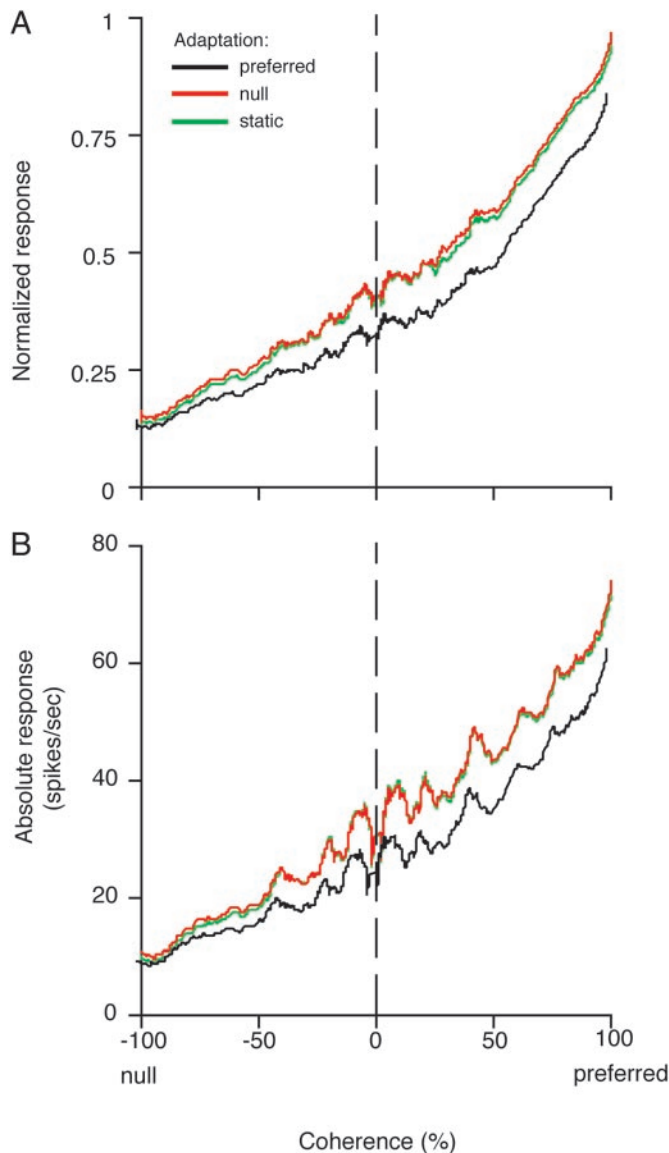 A
Adaptation:
preferred
null
static
1
0.75
0.5
0.25
0
Normalized response
B
80
60
40
20
0
Absolute response
(spikes/sec)
-100
-50
0
50
100
null
preferred
Coherence (%)